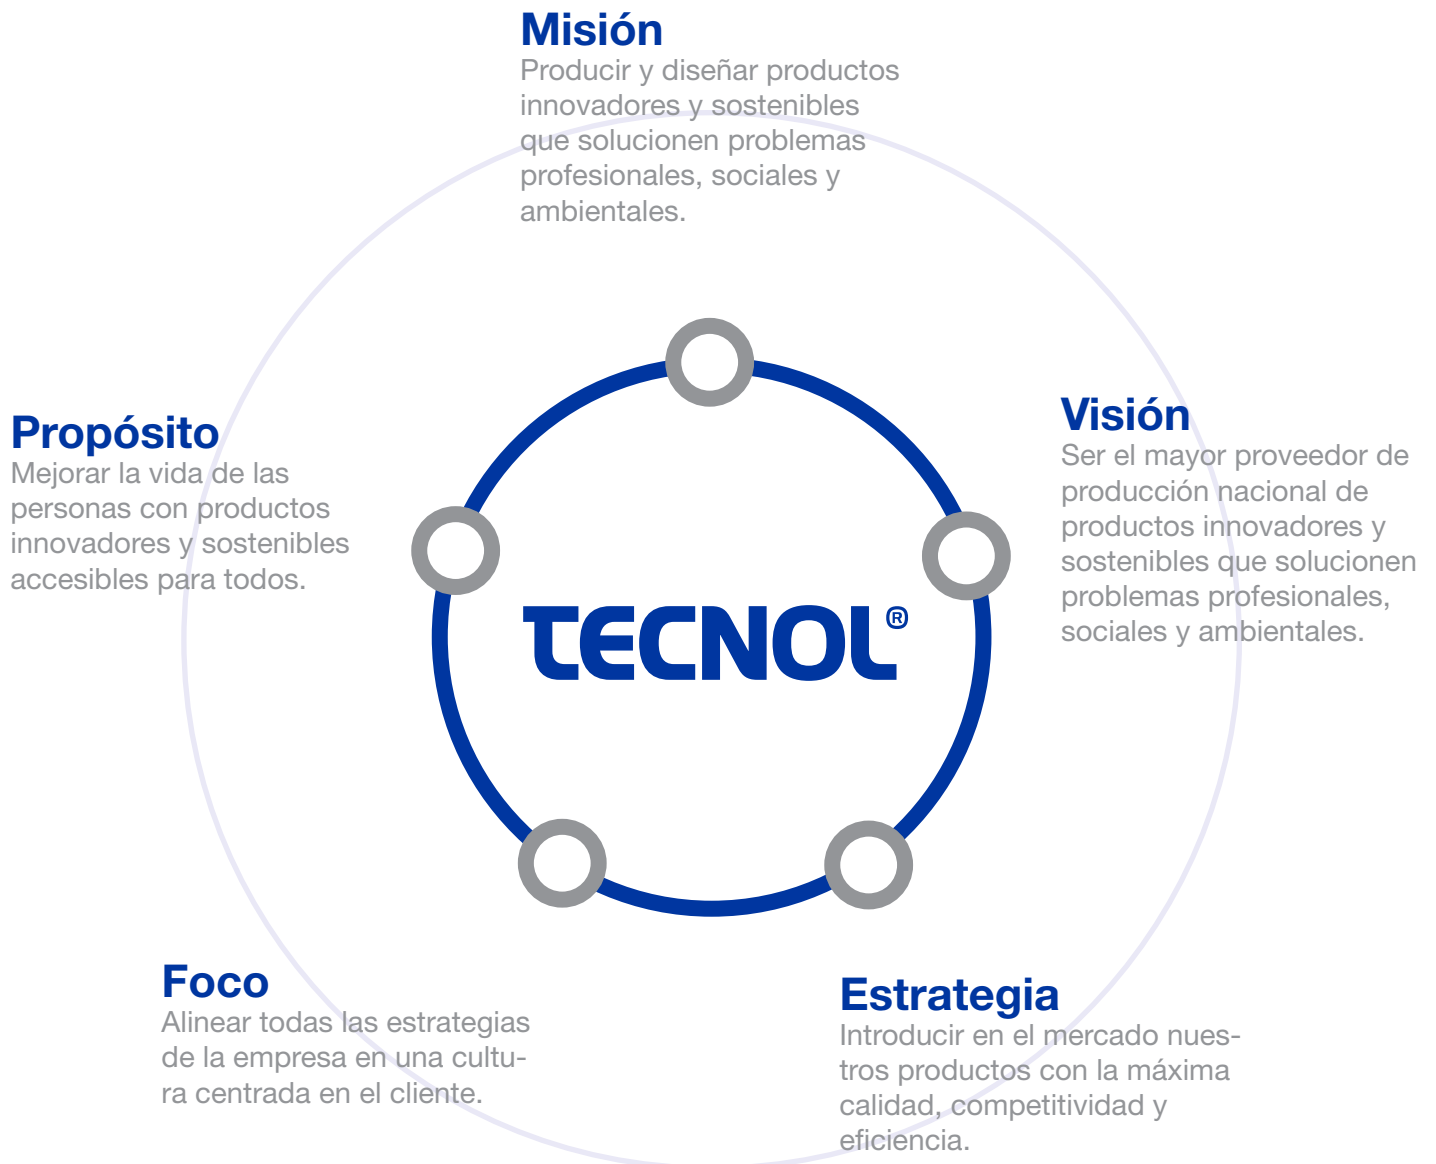 Misión
Producir y diseñar productos
innovadores y sostenibles
que solucionen problemas
profesionales, sociales y
ambientales.
Propósito
Mejorar la vida de las
personas con productos
innovadores y sostenibles
accesibles para todos.
Visión
Ser el mayor proveedor de
producción nacional de
productos innovadores y
sostenibles que solucionen
problemas profesionales,
sociales y ambientales.
TECNOL®
Foco
Alinear todas las estrategias
de la empresa en una cultu-
ra centrada en el cliente.
Estrategia
Introducir en el mercado nues-
tros productos con la máxima
calidad, competitividad y
eficiencia.